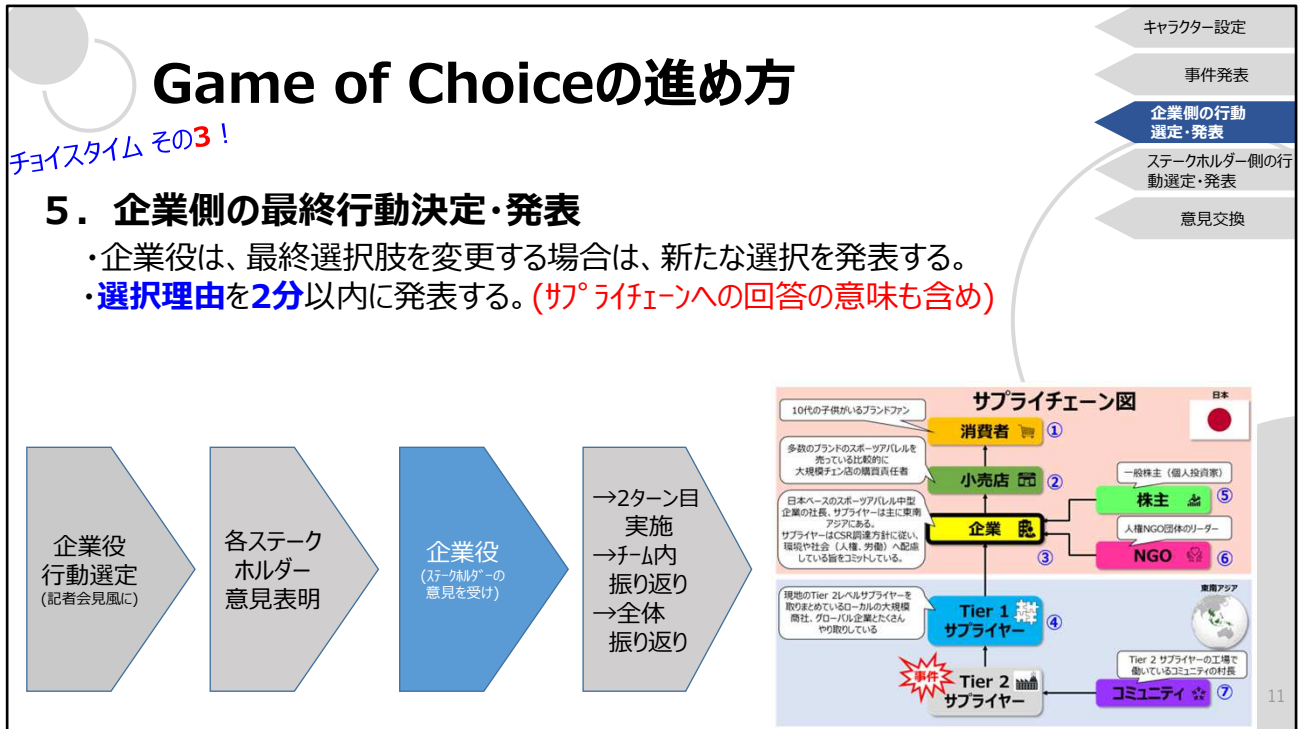 Game of Choiceの進め方
チョイスタイム その3！
キャラクター設定
事件発表
企業側の行動
選定・発表
ステークホルダー側の行
動選定・発表
意見交換
５．企業側の最終行動決定・発表
・企業役は、最終選択肢を変更する場合は、新たな選択を発表する。
・選択理由を2分以内に発表する。(ｻﾌﾟﾗｲﾁｪｰﾝへの回答の意味も含め)
企業役
行動選定
(記者会見風に)
各ステーク
ホルダー
意見表明
企業役
(ｽﾃｰｸﾎﾙﾀﾞｰの
意見を受け)
→2ターン目
実施
→ﾁｰﾑ内
振り返り
→全体
振り返り
サプライチェーン図
日本
10代の子供がいるブランドファン
消費者 ①
多数のブランドのスポーツアパレルを
売っている比較的に
大規模チェン店の購買責任者
小売店 ②
日本ベースのスポーツアパレル中型
企業の社長、サプライヤーは主に東南
アジアにある。
サプライヤーはCSR調達方針に従い、
環境や社会（人権、労働）へ配慮
している旨をコミットしている。
企業
③
一般株主（個人投資家）
株主 ⑤
人権NGO団体のリーダー
NGO ⑥
東南アジア
現地のTier 2レベルサプライヤーを
取りまとめているローカルの大規模
商社、グローバル企業とたくさん
やり取りしている
Tier 1
サプライヤー ④
事件
Tier 2
サプライヤー
Tier 2 サプライヤーの工場で
働いているコミュニティの村長
コミュニティ ⑦
11